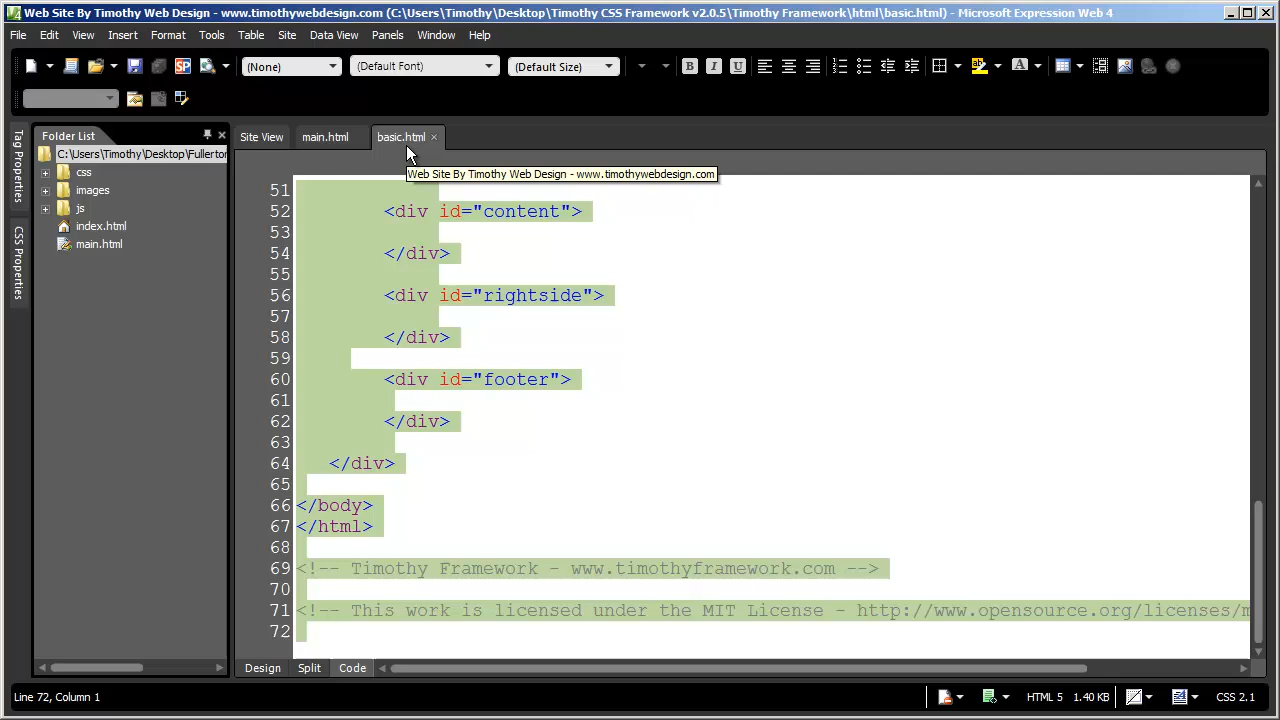 Web Site By Timothy Web Design - www.timothywebdesign.com (C:\Users\Timothy\Desktop\Timothy CSS Framework v2.0.5\Timothy Framework\html\basic.html) - Microsoft Expression Web 4
File Edit View Insert Format Tools Table Site Data View Panels Window Help
(None) (Default Font) (Default Size) B I U A
Tag Properties
CSS Properties
Folder List
C:\Users\Timothy\Desktop\Fullerton
css
images
js
index.html
main.html
Site View main.html basic.html
Web Site By Timothy Web Design - www.timothywebdesign.com
51
52 <div id="content">
53
54 </div>
55
56 <div id="rightside">
57
58 </div>
59
60 <div id="footer">
61
62 </div>
63
64 </div>
65
66 </body>
67 </html>
68
69 <!-- Timothy Framework - www.timothyframework.com -->
70
71 <!-- This work is licensed under the MIT License - http://www.opensource.org/licenses/m
72
Design Split Code
Line 72, Column 1 HTML 5 1.40 KB CSS 2.1